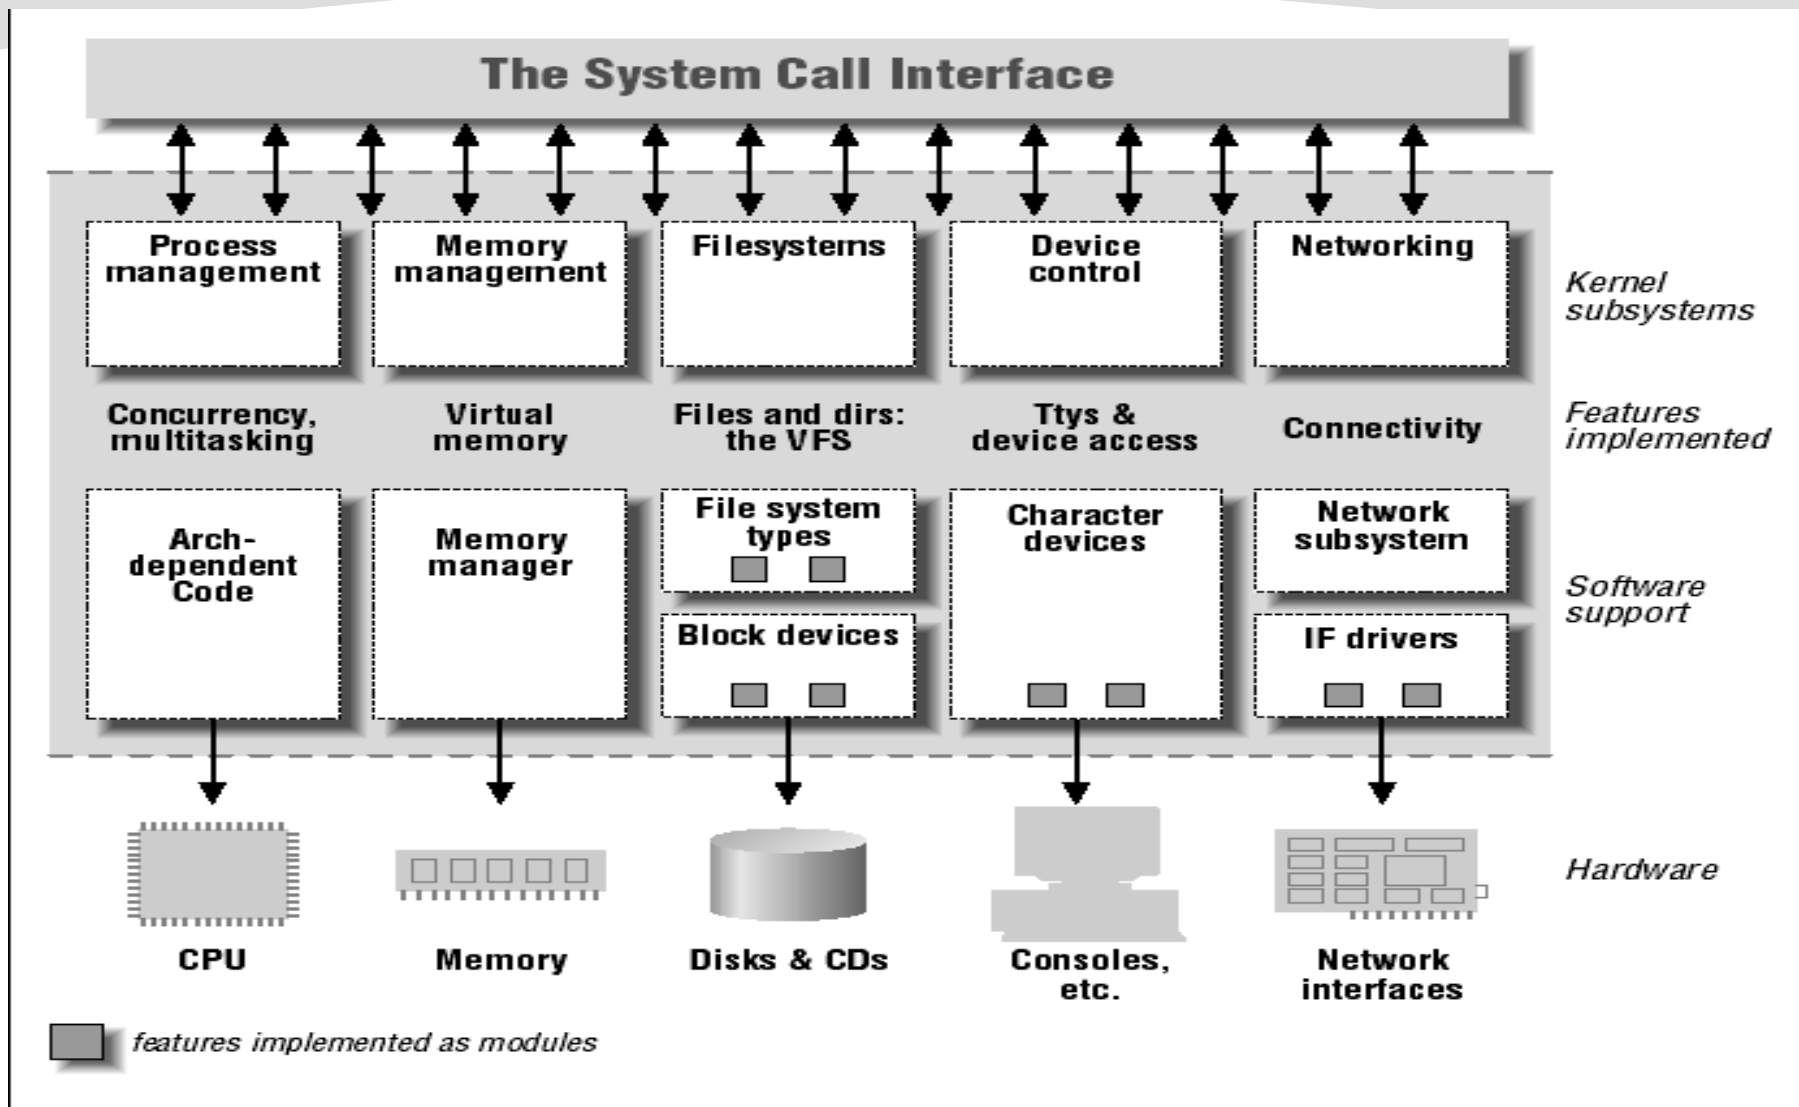 The System Call Interface
Process
management
Memory
management
Filesystems
Device
control
Networking
Kernel
subsystems
Concurrency,
multitasking
Virtual
memory
Files and dirs:
the VFS
Ttys &
device access
Connectivity
Features
implemented
Arch-
dependent
Code
Memory
manager
File system
types
Block devices
Character
devices
Network
subsystem
IF drivers
Software
support
CPU
Memory
Disks & CDs
Consoles,
etc.
Network
interfaces
Hardware
features implemented as modules